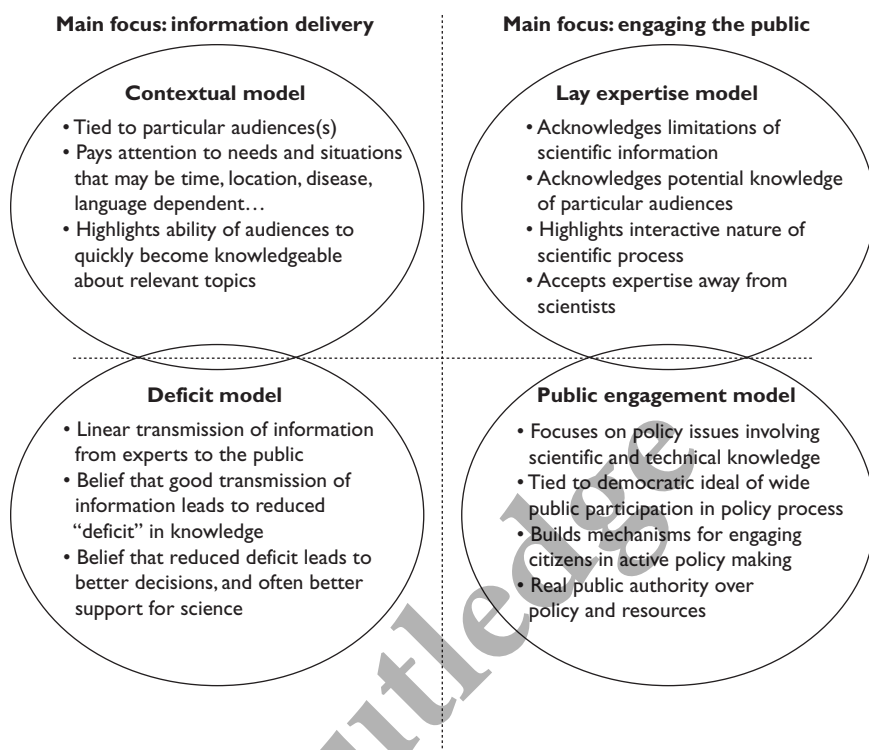 Main focus: information delivery
Contextual model
• Tied to particular audiences(s)
• Pays attention to needs and situations
that may be time, location, disease,
language dependent…
• Highlights ability of audiences to
quickly become knowledgeable
about relevant topics
Deficit model
• Linear transmission of information
from experts to the public
• Belief that good transmission of
information leads to reduced
“deficit” in knowledge
• Belief that reduced deficit leads to
better decisions, and often better
support for science
Main focus: engaging the public
Lay expertise model
• Acknowledges limitations of
scientific information
• Acknowledges potential knowledge
of particular audiences
• Highlights interactive nature of
scientific process
• Accepts expertise away from
scientists
Public engagement model
• Focuses on policy issues involving
scientific and technical knowledge
• Tied to democratic ideal of wide
public participation in policy process
• Builds mechanisms for engaging
citizens in active policy making
• Real public authority over
policy and resources
utledge